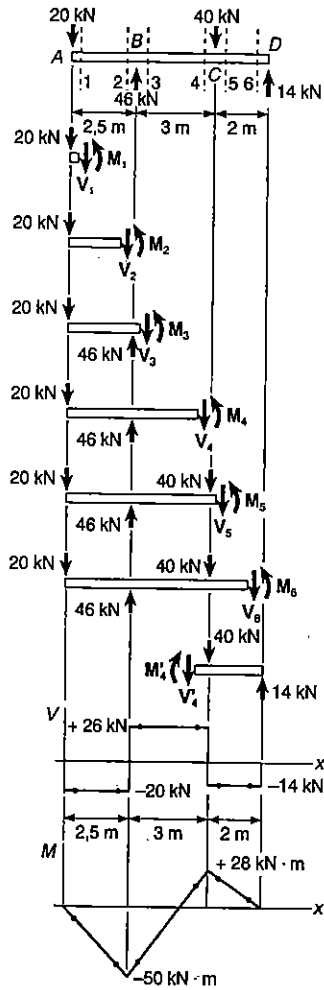 20 kN 40 kN
A B D
1 2 3 4 C 5 6
46 kN 14 kN
2,5 m 3 m 2 m
20 kN
M₁
V₁
20 kN
M₂
V₂
20 kN
M₃
46 kN V₃
20 kN
M₄
46 kN V₄
20 kN 40 kN
M₅
46 kN V₅
20 kN 40 kN
M₆
46 kN V₆
40 kN
M'₄
V'₄ 14 kN
V
+ 26 kN
x
−20 kN −14 kN
2,5 m 3 m 2 m
M
+ 28 kN · m
x
−50 kN · m